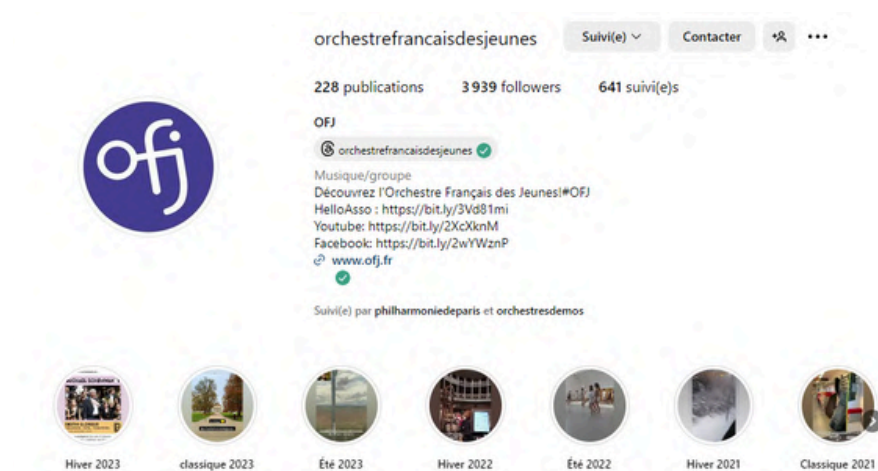 orchestrefrancaisdesjeunes Suivi(e) Contacter
228 publications 3 939 followers 641 suivi(e)s
ofj
OFJ
orchestrefrancaisdesjeunes
Musique/groupe
Découvrez l'Orchestre Français des Jeunes!#OFJ
HelloAsso : https://bit.ly/3Vd81mi
Youtube: https://bit.ly/2XcXknM
Facebook: https://bit.ly/2wYWznP
www.ofj.fr
Suivi(e) par philharmoniedeparis et orchestresdemos
Hiver 2023 classique 2023 Été 2023 Hiver 2022 Été 2022 Hiver 2021 Classique 2021